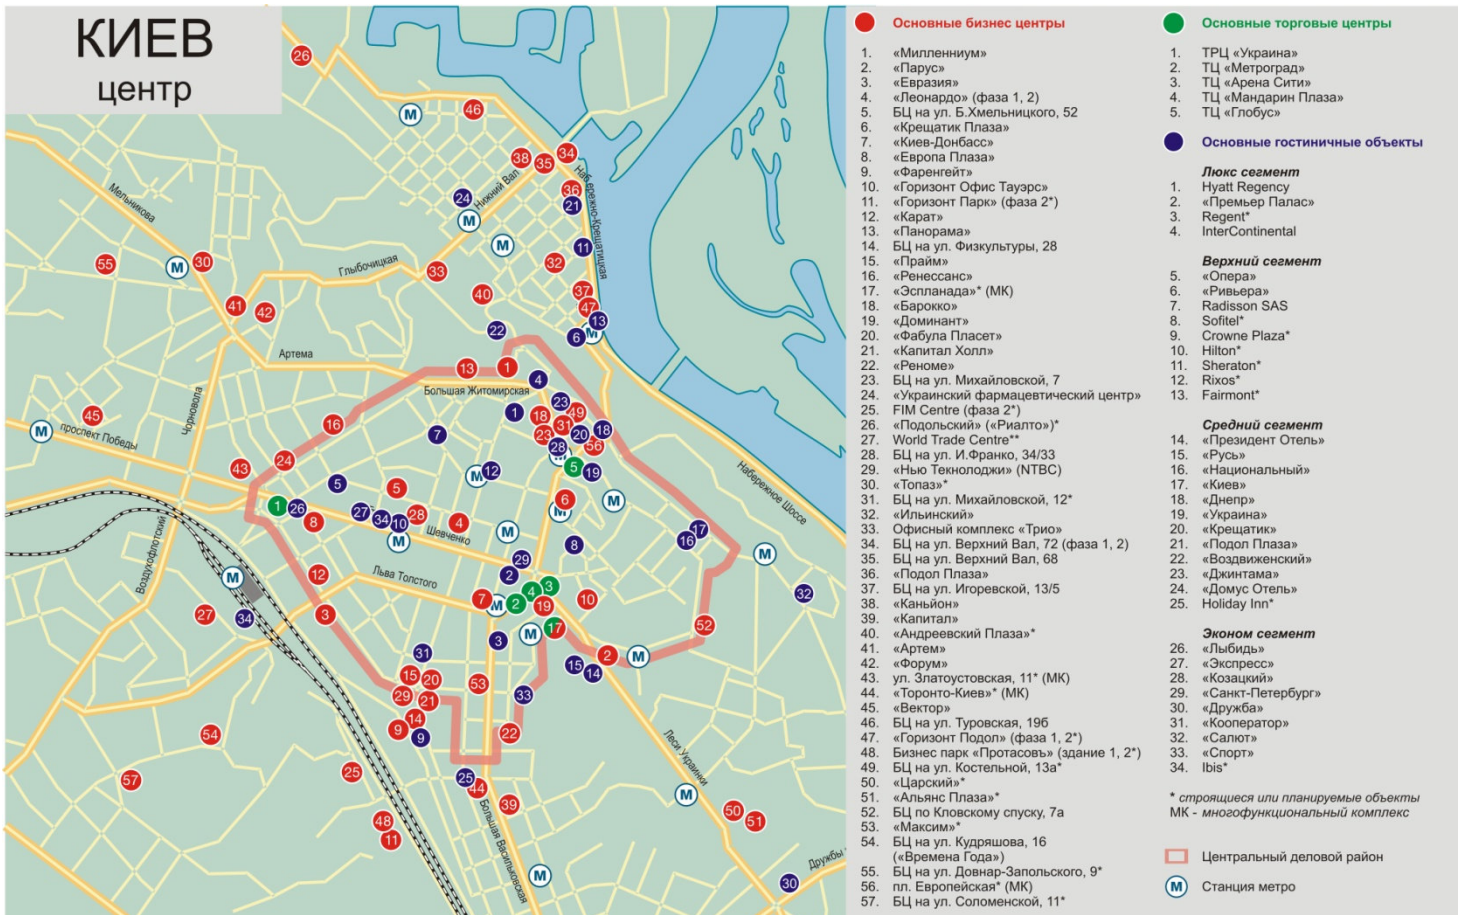 КИЕВ
центр
Мельникова
Глыбочицкая
Нижний Вал
Набережно-Крещатицкая
Артема
Большая Житомирская
Чорновола
проспект Победы
Воздухофлотский
Шевченко
Льва Толстого
Набережное Шоссе
Леси Украинки
Большая Васильковская
Дружбы
Основные бизнес центры
1. «Милленниум»
2. «Парус»
3. «Евразия»
4. «Леонардо» (фаза 1, 2)
5. БЦ на ул. Б.Хмельницкого, 52
6. «Крещатик Плаза»
7. «Киев-Донбасс»
8. «Европа Плаза»
9. «Фаренгейт»
10. «Горизонт Офис Тауэрс»
11. «Горизонт Парк» (фаза 2*)
12. «Карат»
13. «Панорама»
14. БЦ на ул. Физкультуры, 28
15. «Прайм»
16. «Ренессанс»
17. «Эспланада»* (МК)
18. «Барокко»
19. «Доминант»
20. «Фабула Пласет»
21. «Капитал Холл»
22. «Реноме»
23. БЦ на ул. Михайловской, 7
24. «Украинский фармацевтический центр»
25. FIM Centre (фаза 2*)
26. «Подольский» («Риалто»)*
27. World Trade Centre**
28. БЦ на ул. И.Франко, 34/33
29. «Нью Текнолоджи» (NTBC)
30. «Топаз»*
31. БЦ на ул. Михайловской, 12*
32. «Ильинский»
33. Офисный комплекс «Трио»
34. БЦ на ул. Верхний Вал, 72 (фаза 1, 2)
35. БЦ на ул. Верхний Вал, 68
36. «Подол Плаза»
37. БЦ на ул. Игоревской, 13/5
38. «Каньйон»
39. «Капитал»
40. «Андреевский Плаза»*
41. «Артем»
42. «Форум»
43. ул. Златоустовская, 11* (МК)
44. «Торонто-Киев»* (МК)
45. «Вектор»
46. БЦ на ул. Туровская, 19б
47. «Горизонт Подол» (фаза 1, 2*)
48. Бизнес парк «Протасовъ» (здание 1, 2*)
49. БЦ на ул. Костельной, 13а*
50. «Царский»*
51. «Альянс Плаза»*
52. БЦ по Кловскому спуску, 7а
53. «Максим»*
54. БЦ на ул. Кудряшова, 16
(«Времена Года»)
55. БЦ на ул. Довнар-Запольского, 9*
56. пл. Европейская* (МК)
57. БЦ на ул. Соломенской, 11*
Основные торговые центры
1. ТРЦ «Украина»
2. ТЦ «Метроград»
3. ТЦ «Арена Сити»
4. ТЦ «Мандарин Плаза»
5. ТЦ «Глобус»
Основные гостиничные объекты
Люкс сегмент
1. Hyatt Regency
2. «Премьер Палас»
3. Regent*
4. InterContinental
Верхний сегмент
5. «Опера»
6. «Ривьера»
7. Radisson SAS
8. Sofitel*
9. Crowne Plaza*
10. Hilton*
11. Sheraton*
12. Rixos*
13. Fairmont*
Средний сегмент
14. «Президент Отель»
15. «Русь»
16. «Национальный»
17. «Киев»
18. «Днепр»
19. «Украина»
20. «Крещатик»
21. «Подол Плаза»
22. «Воздвиженский»
23. «Джинтама»
24. «Домус Отель»
25. Holiday Inn*
Эконом сегмент
26. «Лыбидь»
27. «Экспресс»
28. «Козацкий»
29. «Санкт-Петербург»
30. «Дружба»
31. «Кооператор»
32. «Салют»
33. «Спорт»
34. Ibis*
* строящиеся или планируемые объекты
МК - многофункциональный комплекс
Центральный деловой район
М Станция метро